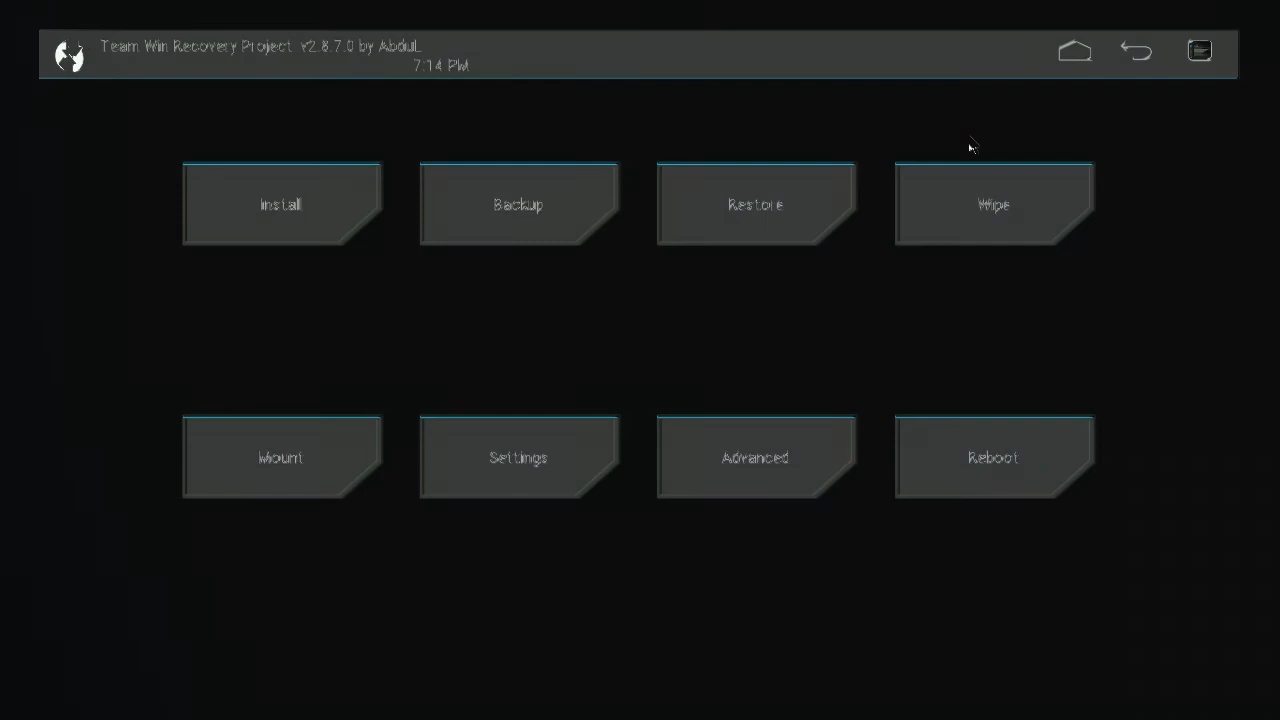 Team Win Recovery Project v2.8.7.0 by AbduL
7:14 PM
Install
Backup
Restore
Wipe
Mount
Settings
Advanced
Reboot